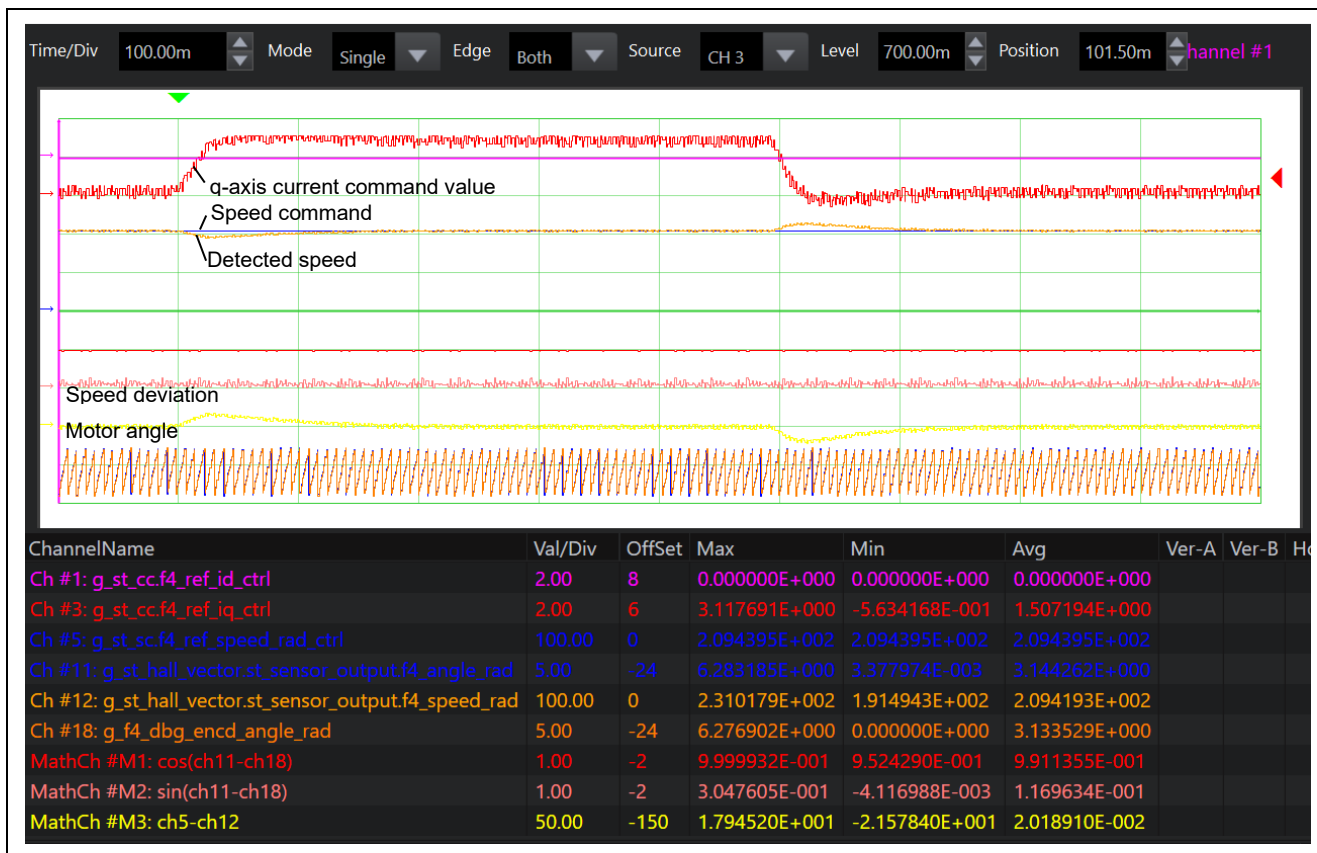 Time/Div 100.00m Mode Single Edge Both Source CH 3 Level 700.00m Position 101.50m hannel #1
q-axis current command value
Speed command
Detected speed
Speed deviation
Motor angle
ChannelName Val/Div OffSet Max Min Avg Ver-A Ver-B Ho
Ch #1: g_st_cc.f4_ref_id_ctrl 2.00 8 0.000000E+000 0.000000E+000 0.000000E+000
Ch #3: g_st_cc.f4_ref_iq_ctrl 2.00 6 3.117691E+000 -5.634168E-001 1.507194E+000
Ch #5: g_st_sc.f4_ref_speed_rad_ctrl 100.00 0 2.094395E+002 2.094395E+002 2.094395E+002
Ch #11: g_st_hall_vector.st_sensor_output.f4_angle_rad 5.00 -24 6.283185E+000 3.377974E-003 3.144262E+000
Ch #12: g_st_hall_vector.st_sensor_output.f4_speed_rad 100.00 0 2.310179E+002 1.914943E+002 2.094193E+002
Ch #18: g_f4_dbg_encd_angle_rad 5.00 -24 6.276902E+000 0.000000E+000 3.133529E+000
MathCh #M1: cos(ch11-ch18) 1.00 -2 9.999932E-001 9.524290E-001 9.911355E-001
MathCh #M2: sin(ch11-ch18) 1.00 -2 3.047605E-001 -4.116988E-003 1.169634E-001
MathCh #M3: ch5-ch12 50.00 -150 1.794520E+001 -2.157840E+001 2.018910E-002